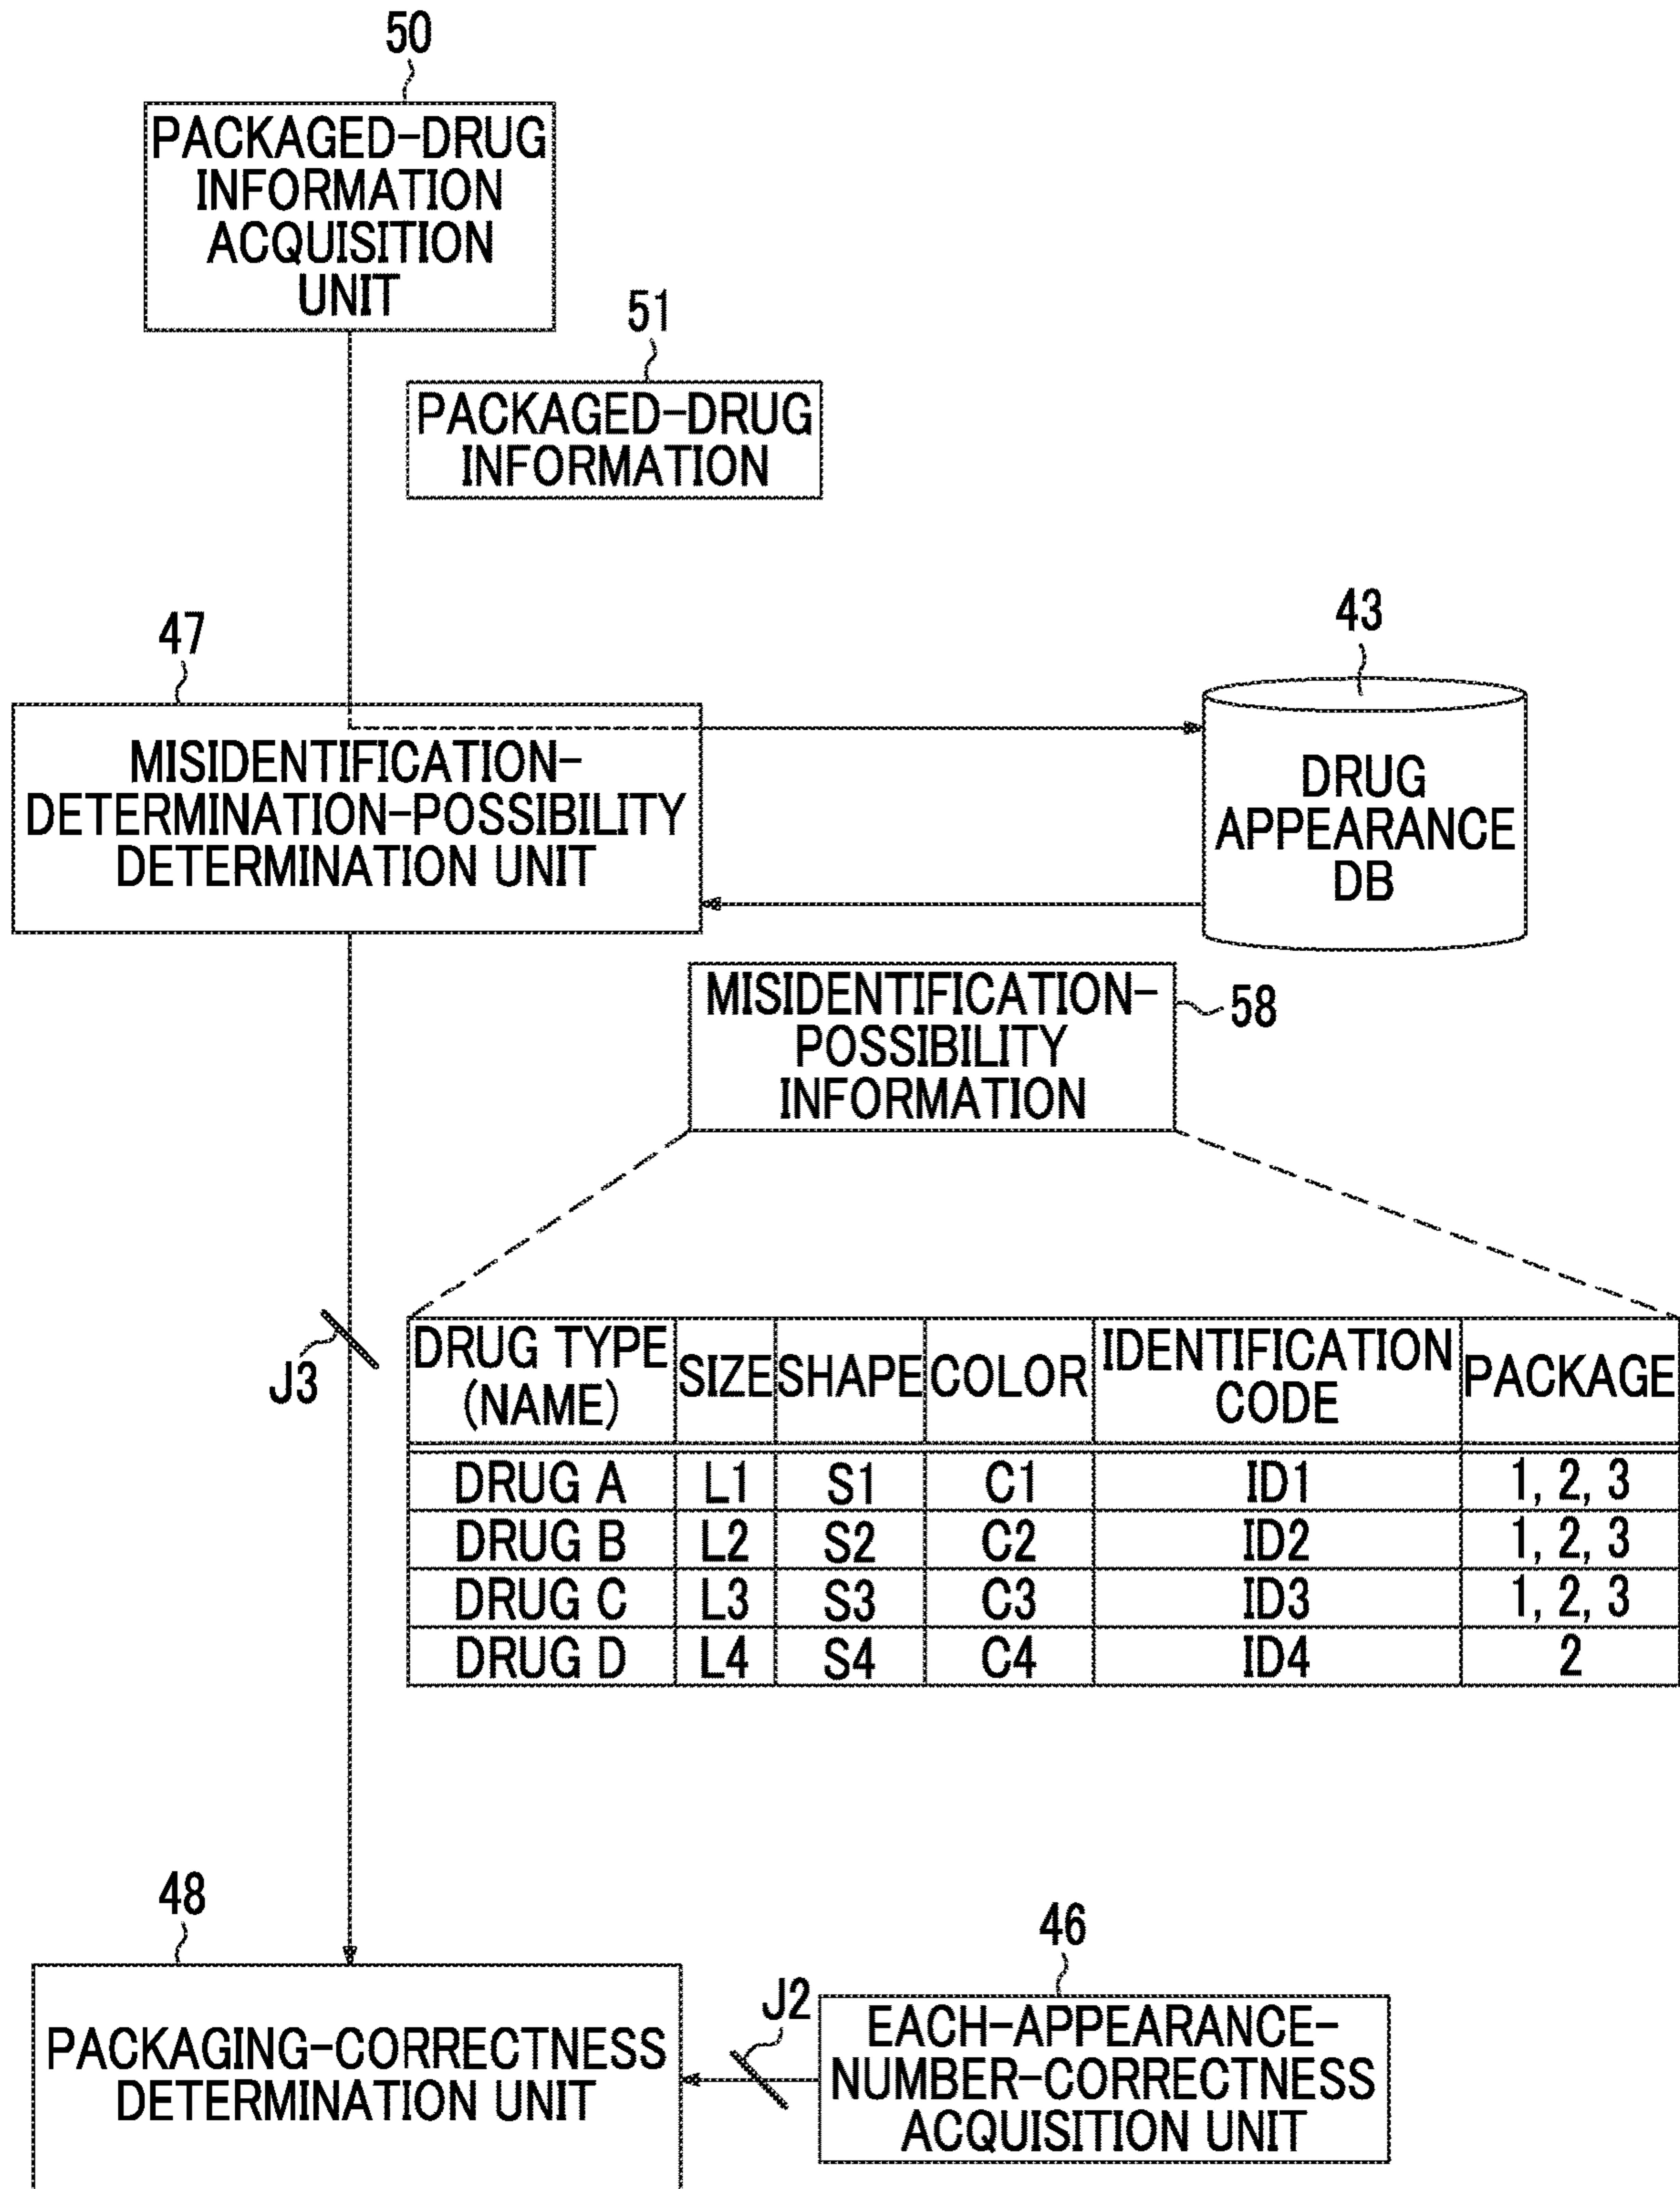 50
PACKAGED-DRUG
INFORMATION
ACQUISITION
UNIT
51
PACKAGED-DRUG
INFORMATION
47
43
MISIDENTIFICATION-
DETERMINATION-POSSIBILITY
DETERMINATION UNIT
DRUG
APPEARANCE
DB
MISIDENTIFICATION-
POSSIBILITY
INFORMATION
58
J3
DRUG TYPE
(NAME)
SIZE
SHAPE
COLOR
IDENTIFICATION
CODE
PACKAGE
DRUG A L1 S1 C1 ID1 1, 2, 3
DRUG B L2 S2 C2 ID2 1, 2, 3
DRUG C L3 S3 C3 ID3 1, 2, 3
DRUG D L4 S4 C4 ID4 2
48
46
J2
PACKAGING-CORRECTNESS
DETERMINATION UNIT
EACH-APPEARANCE-
NUMBER-CORRECTNESS
ACQUISITION UNIT